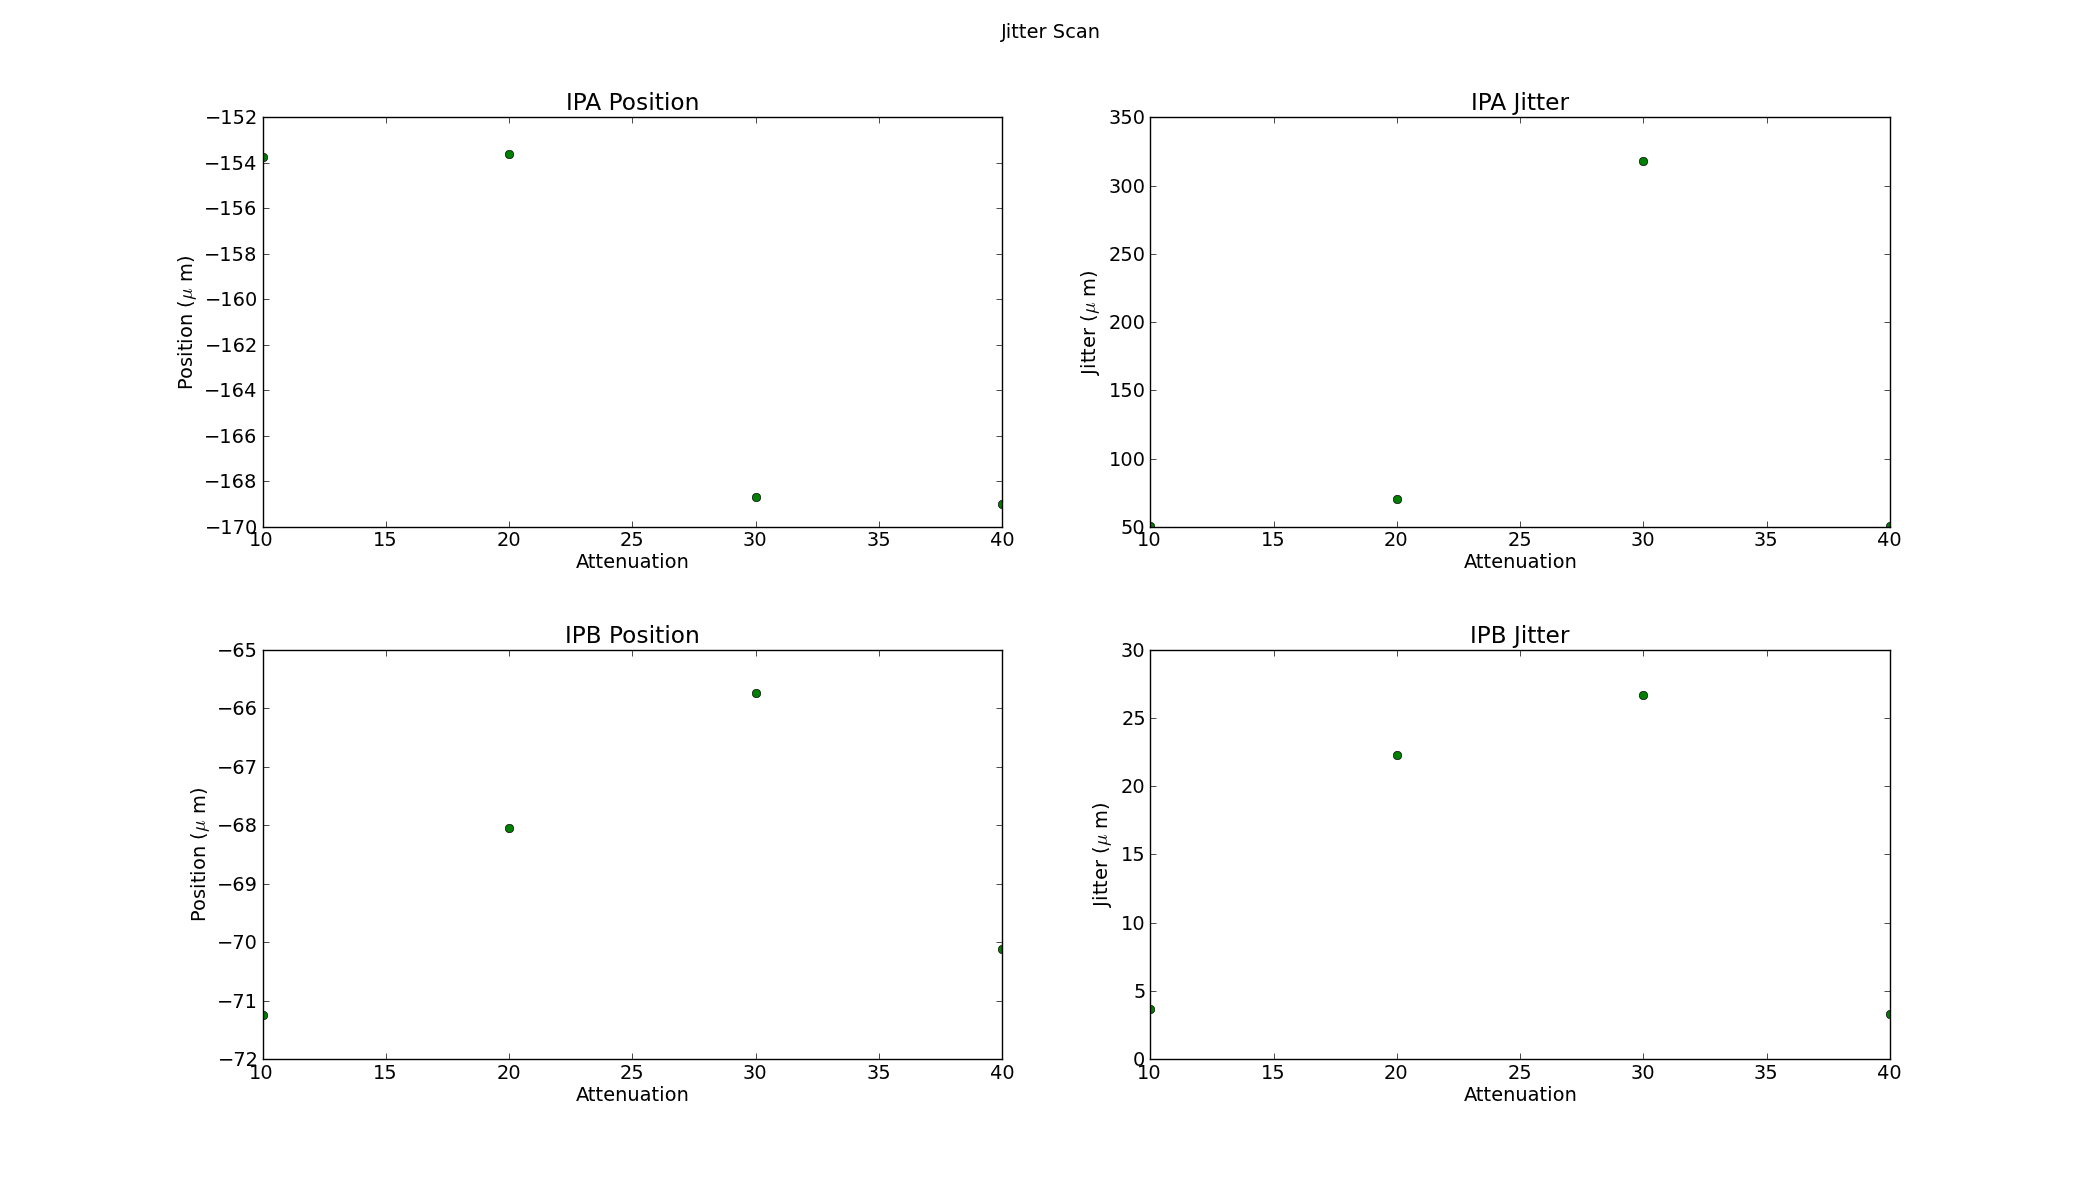 Jitter Scan
IPA Position
−152
−154
−156
−158
−160
−162
−164
−166
−168
−170
Position (μ m)
10 15 20 25 30 35 40
Attenuation
IPA Jitter
350
300
250
200
150
100
50
Jitter (μ m)
10 15 20 25 30 35 40
Attenuation
IPB Position
−65
−66
−67
−68
−69
−70
−71
−72
Position (μ m)
10 15 20 25 30 35 40
Attenuation
IPB Jitter
30
25
20
15
10
5
0
Jitter (μ m)
10 15 20 25 30 35 40
Attenuation